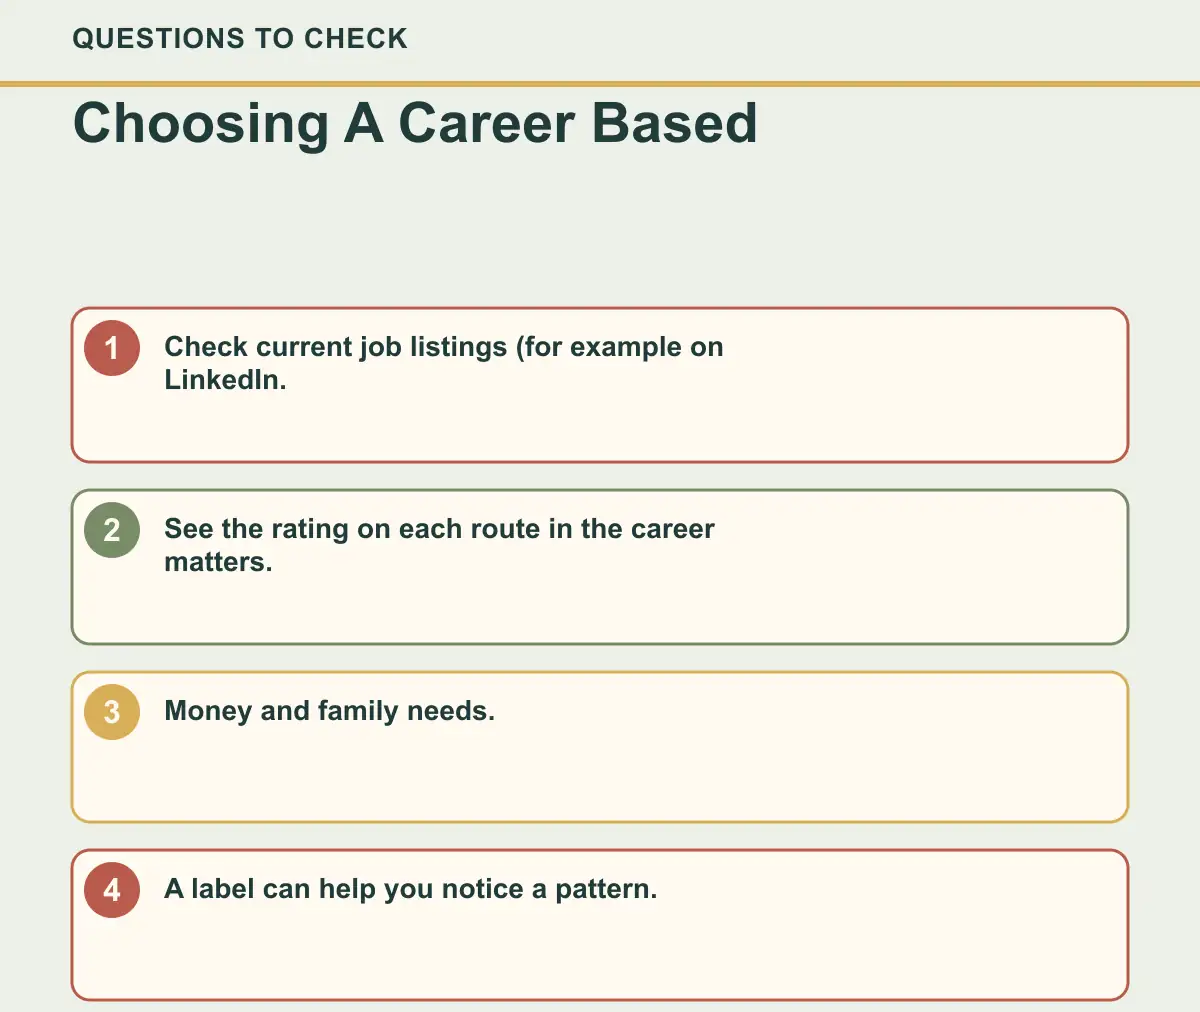 QUESTIONS TO CHECK
Choosing A Career Based
1
Check current job listings (for example on
LinkedIn.
2
See the rating on each route in the career
matters.
3
Money and family needs.
4
A label can help you notice a pattern.